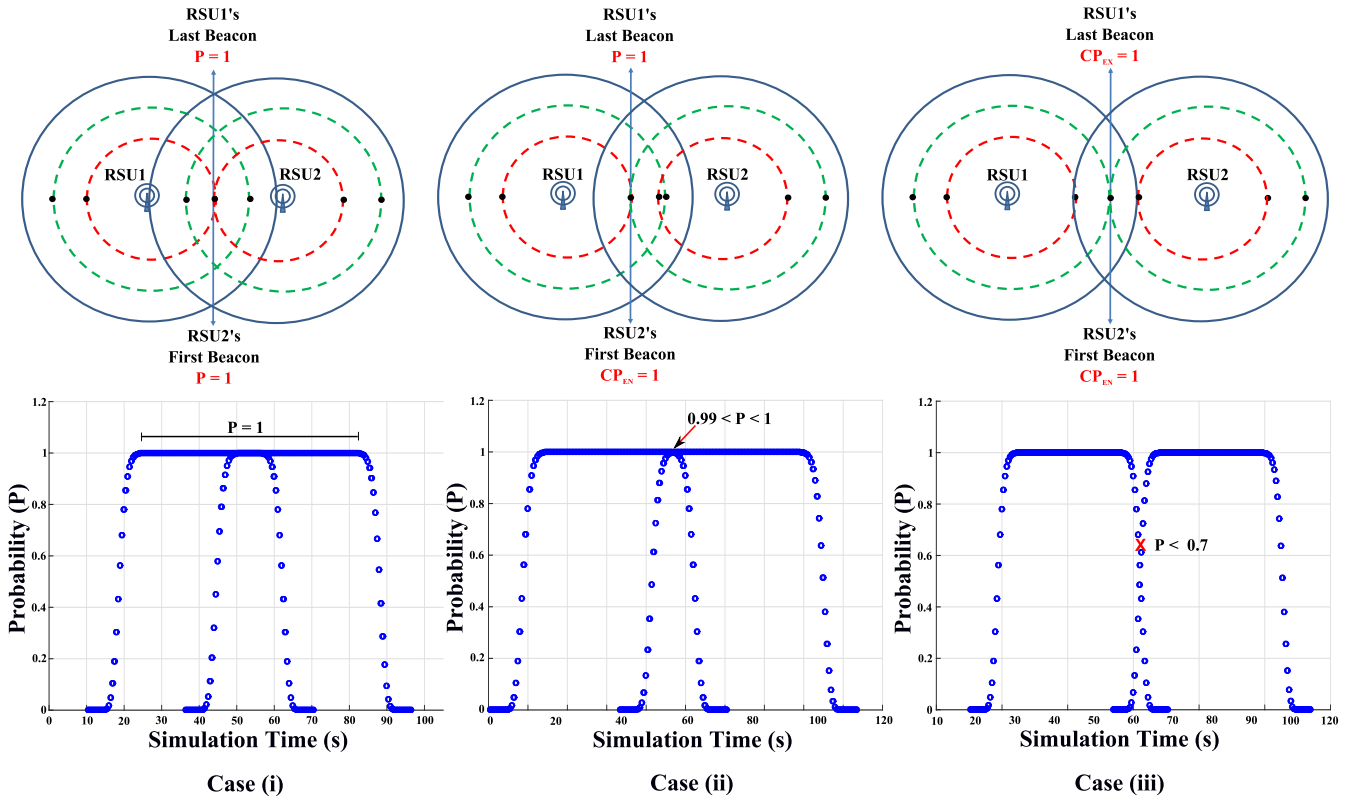 RSU1's
Last Beacon
P = 1
RSU1
RSU2
RSU2's
First Beacon
P = 1
RSU1's
Last Beacon
P = 1
RSU1
RSU2
RSU2's
First Beacon
CP_EN = 1
RSU1's
Last Beacon
CP_EX = 1
RSU1
RSU2
RSU2's
First Beacon
CP_EN = 1
Probability (P)
1.2
1
0.8
0.6
0.4
0.2
0
P = 1
0 10 20 30 40 50 60 70 80 90 100
Simulation Time (s)
Case (i)
Probability (P)
1.2
1
0.8
0.6
0.4
0.2
0
0.99 < P < 1
0 20 40 60 80 100 120
Simulation Time (s)
Case (ii)
Probability (P)
1.2
1
0.8
0.6
0.4
0.2
0
X P < 0.7
10 20 30 40 50 60 70 80 90 100 120
Simulation Time (s)
Case (iii)